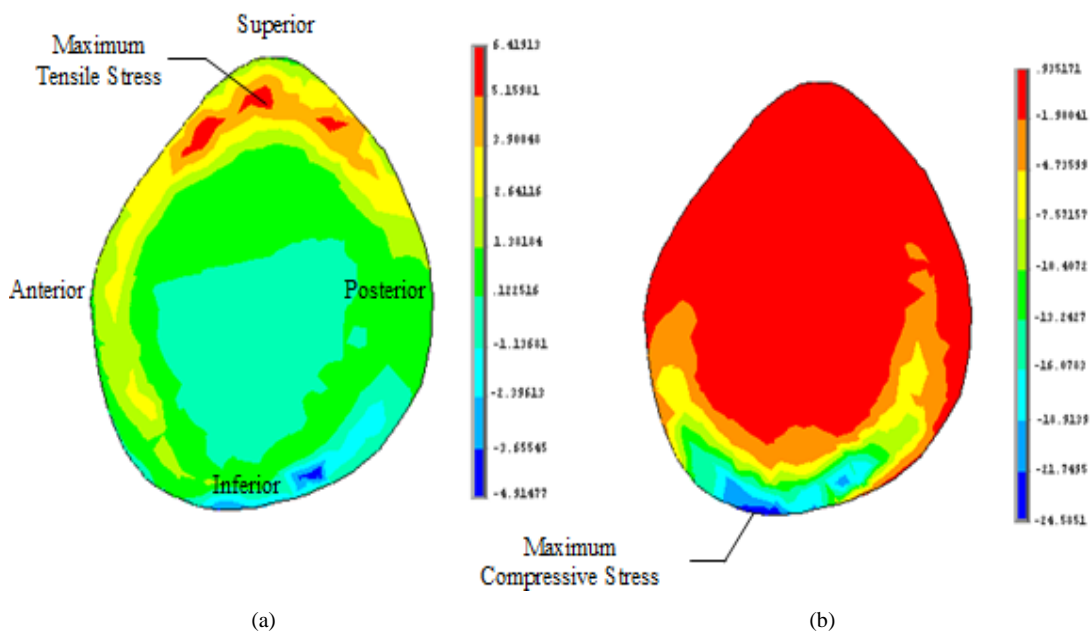 Superior
Maximum
Tensile Stress
Anterior
Posterior
Inferior
6.41913
5.15981
3.90048
2.64116
1.38184
.122516
-1.13681
-2.39613
-3.65545
-4.91477
.935171
-1.90041
-4.73599
-7.57157
-10.4072
-13.2427
-16.0783
-18.9139
-21.7495
-24.5851
Maximum
Compressive Stress
(a)
(b)